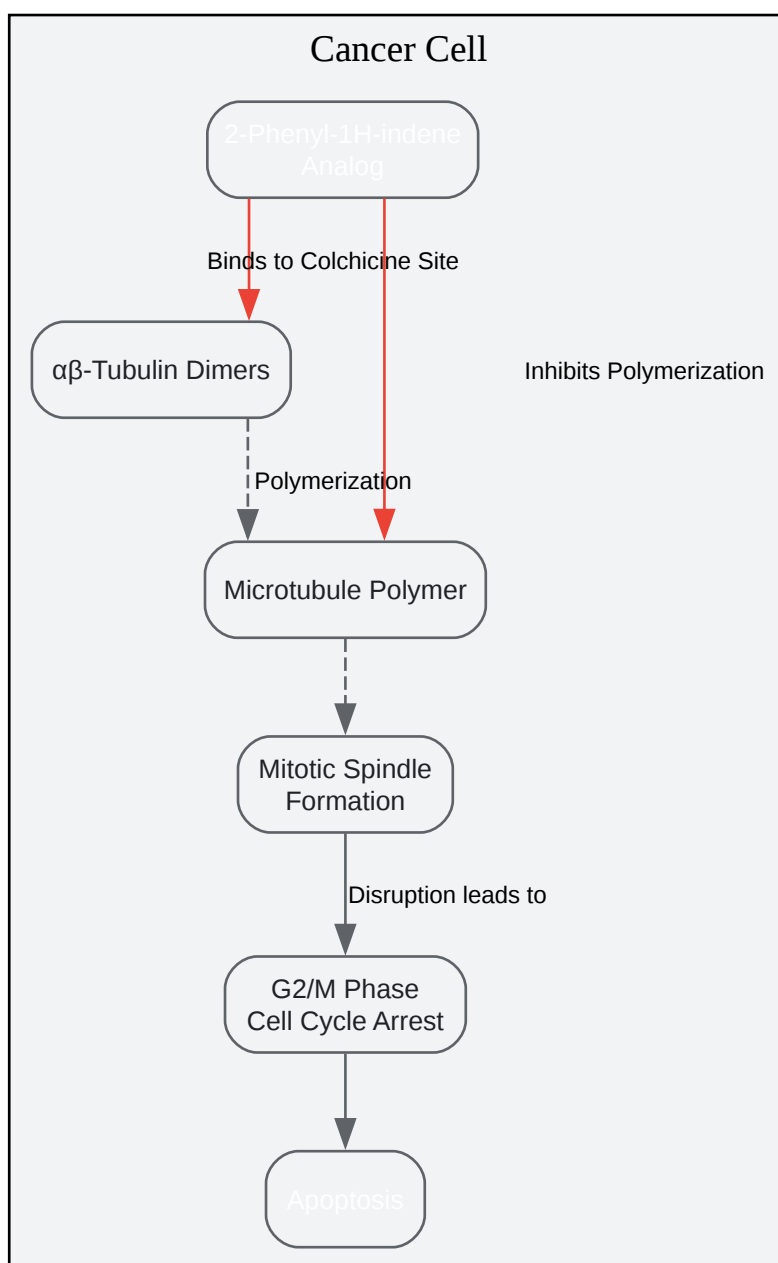 Cancer Cell
2-Phenyl-1H-indene
Analog
Binds to Colchicine Site
αβ-Tubulin Dimers
Inhibits Polymerization
Polymerization
Microtubule Polymer
Mitotic Spindle
Formation
Disruption leads to
G2/M Phase
Cell Cycle Arrest
Apoptosis